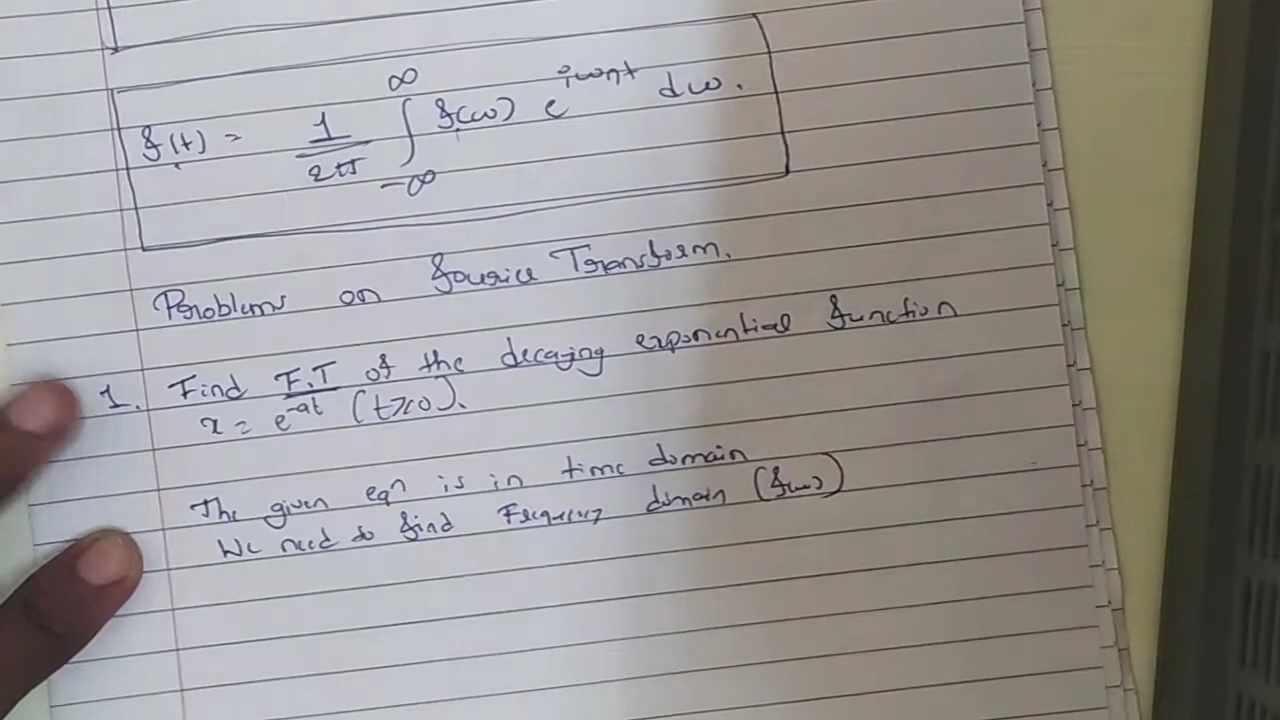 f(t) = 1/2π ∫_{-∞}^{∞} f(ω) e^{iωnt} dω.
Problems on fourier Transform.
1. Find F.T of the decaying exponential function
x = e^{-at} (t>0).
The given eqn is in time domain
We need to find Frequency domain (f(ω))